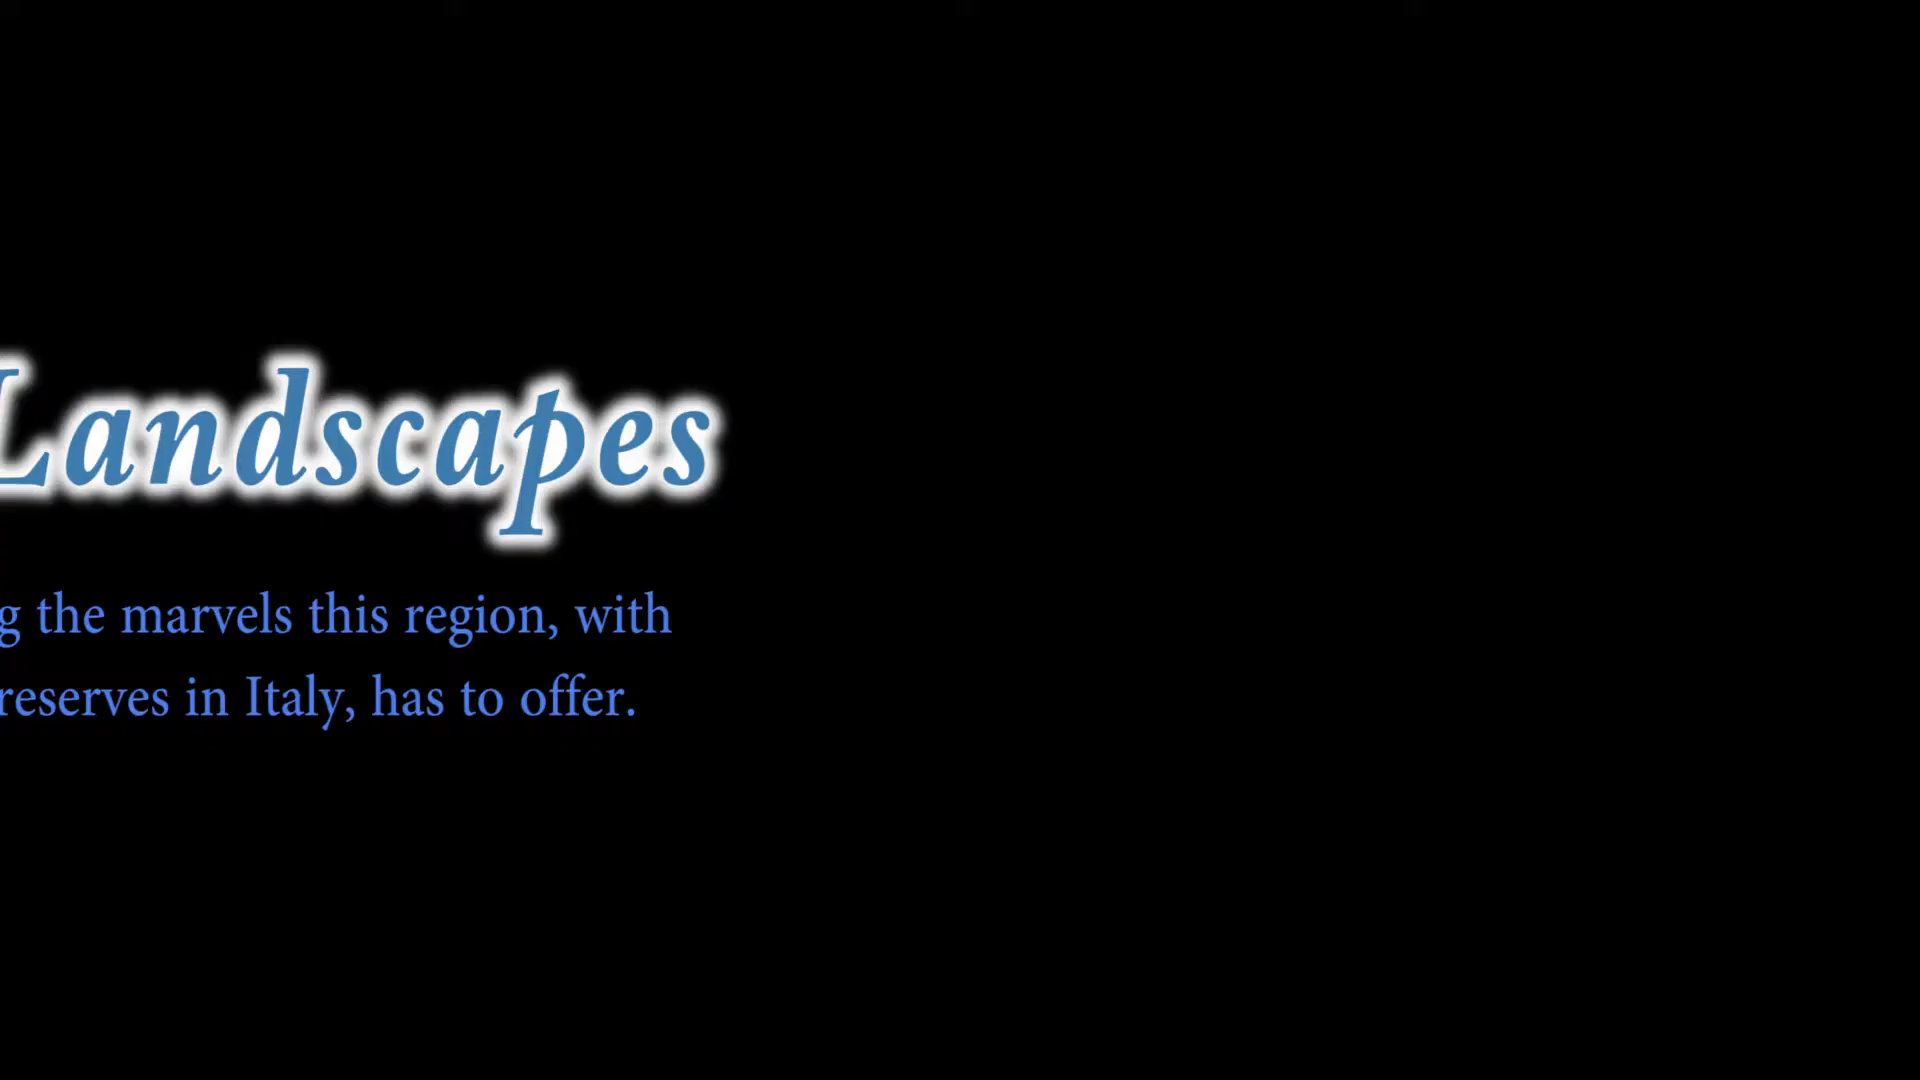 Landscapes
g the marvels this region, with
reserves in Italy, has to offer.